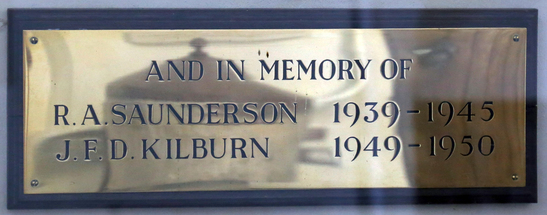 AND IN MEMORY OF
R.A.SAUNDERSON 1939-1945
J.F.D.KILBURN 1949-1950